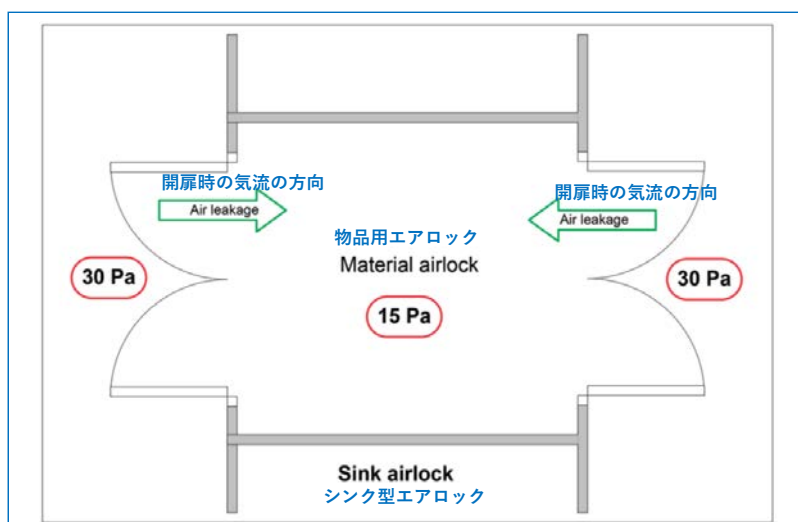 開扉時の気流の方向
Air leakage
開扉時の気流の方向
Air leakage
物品用エアロック
Material airlock
30 Pa
15 Pa
30 Pa
Sink airlock
シンク型エアロック